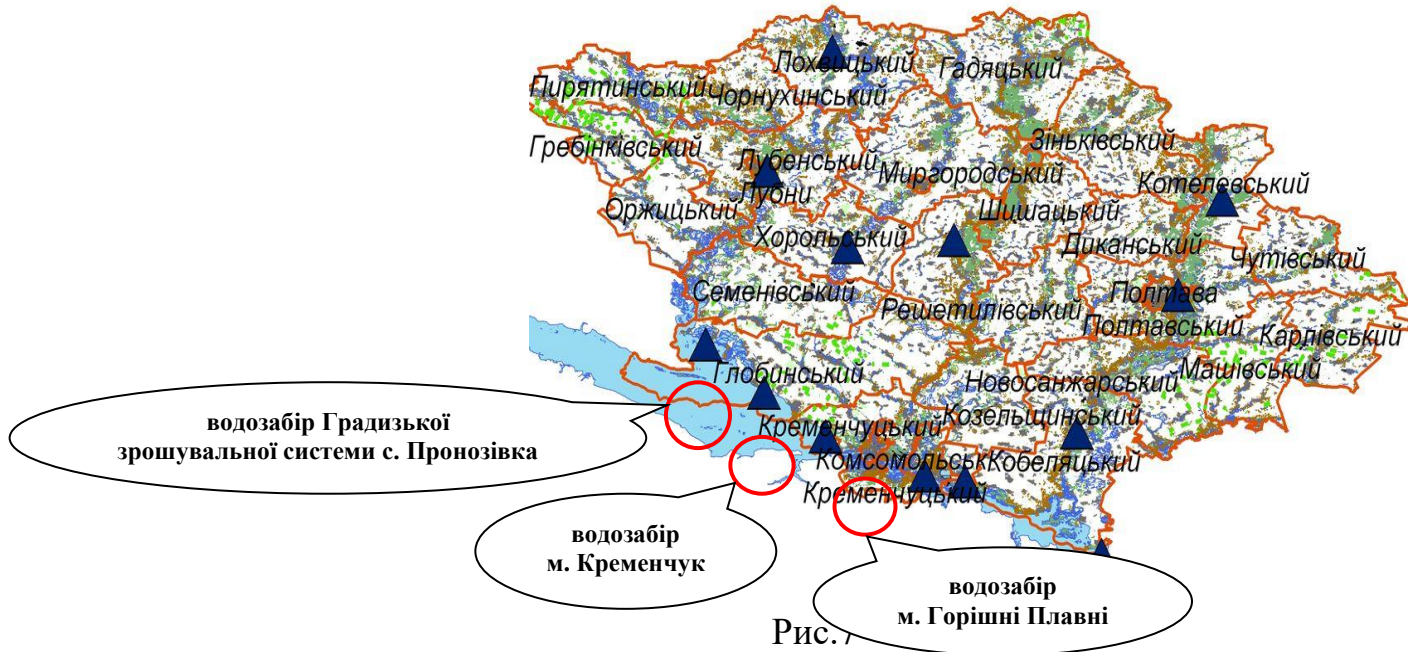 Лохвицький
Гадяцький
Пирятинський
Чорнухинський
Гребінківський
Зіньківський
Лубенський
Миргородський
Котелевський
Лубни
Оржицький
Шишацький
Хорольський
Диканський
Чутівський
Семенівський
Решетилівський
Полтава
Полтавський
Карлівський
Глобинський
Новосанжарський
Машівський
Козельщинський
Кременчуцький
Комсомольськ
Кобеляцький
Кременчуцький
водозабір Градизької
зрошувальної системи с. Пронозівка
водозабір
м. Кременчук
водозабір
м. Горішні Плавні
Рис.7